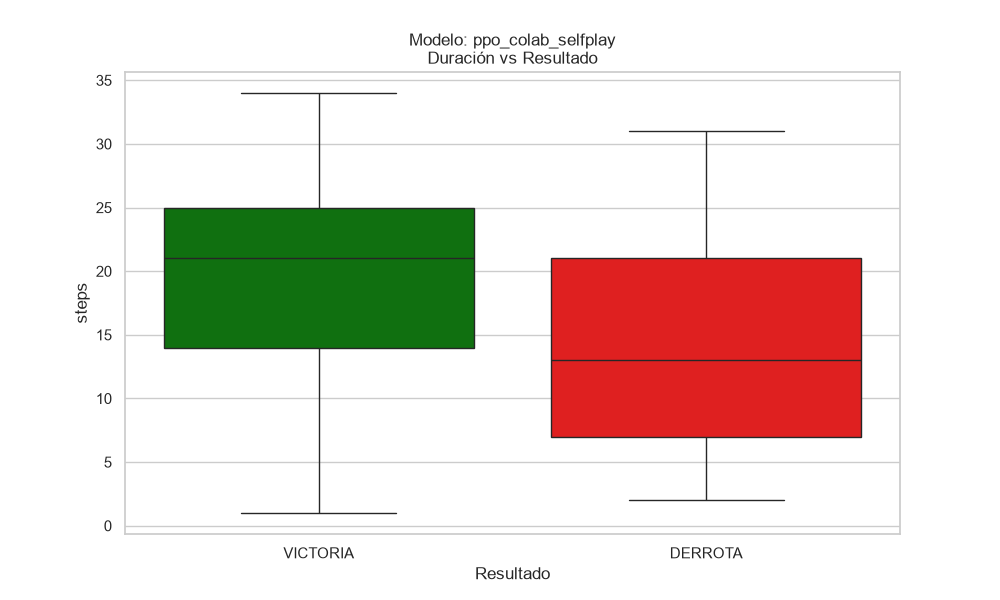 Modelo: ppo_colab_selfplay
Duración vs Resultado
35
30
25
20
15
10
5
0
steps
VICTORIA
DERROTA
Resultado